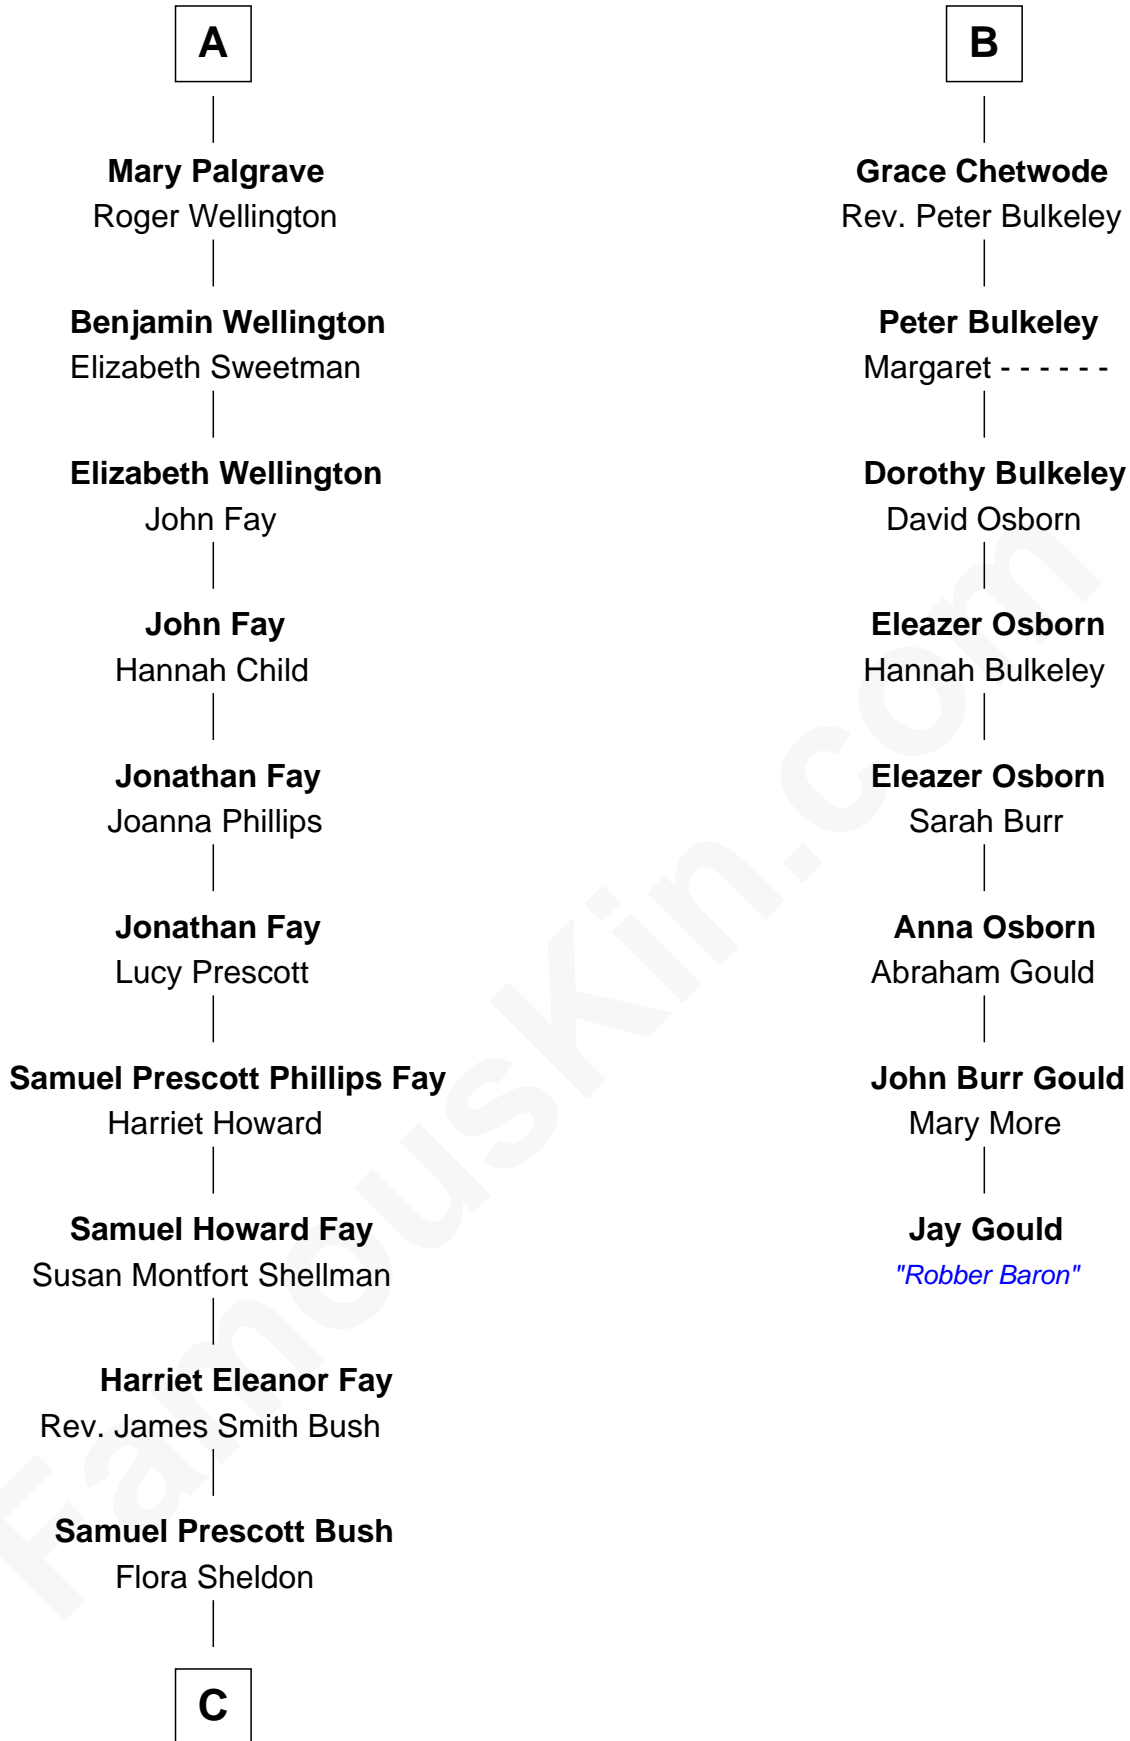 A
Mary Palgrave
Roger Wellington
Benjamin Wellington
Elizabeth Sweetman
Elizabeth Wellington
John Fay
John Fay
Hannah Child
Jonathan Fay
Joanna Phillips
Jonathan Fay
Lucy Prescott
Samuel Prescott Phillips Fay
Harriet Howard
Samuel Howard Fay
Susan Montfort Shellman
Harriet Eleanor Fay
Rev. James Smith Bush
Samuel Prescott Bush
Flora Sheldon
C
B
Grace Chetwode
Rev. Peter Bulkeley
Peter Bulkeley
Margaret - - - - - -
Dorothy Bulkeley
David Osborn
Eleazer Osborn
Hannah Bulkeley
Eleazer Osborn
Sarah Burr
Anna Osborn
Abraham Gould
John Burr Gould
Mary More
Jay Gould
"Robber Baron"
FamousKin.com